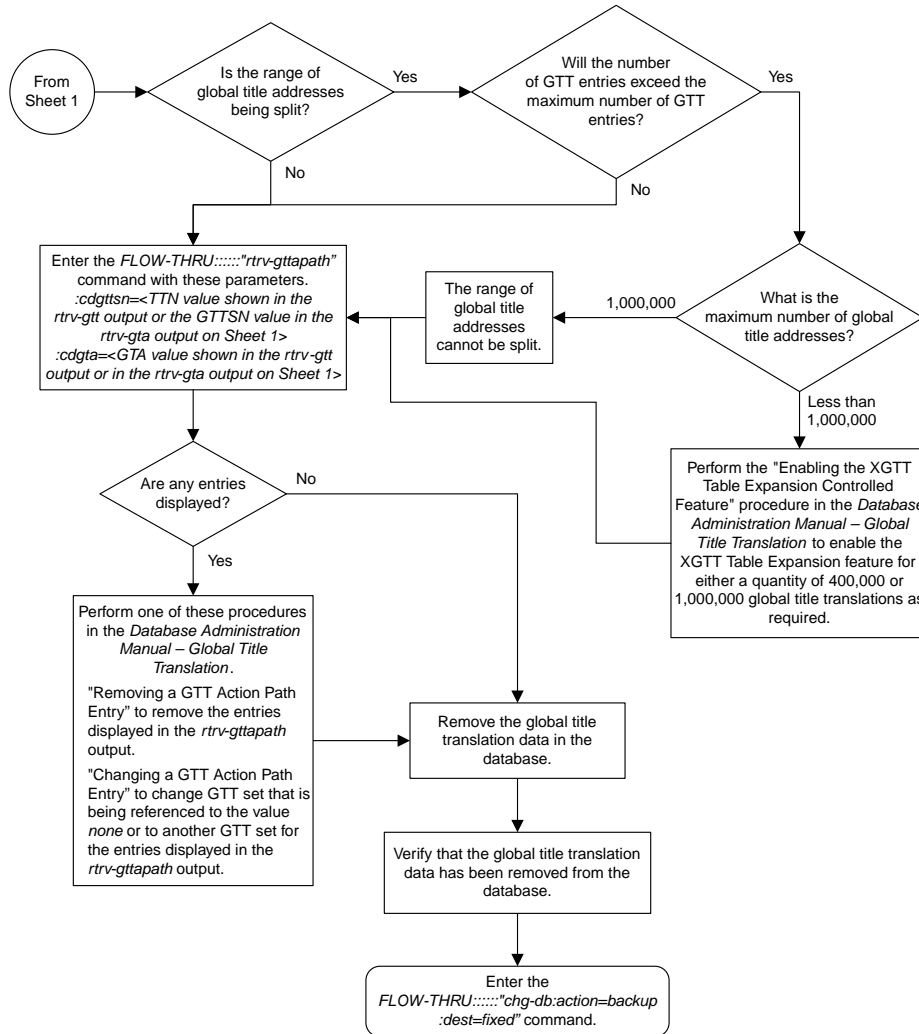 From
Sheet 1
Is the range of
global title addresses
being split?
Yes
Will the number
of GTT entries exceed the
maximum number of GTT
entries?
Yes
No
No
Enter the FLOW-THRU::::::"rtrv-gttapath”
command with these parameters.
:cdgttsn=<TTN value shown in the
rtrv-gtt output or the GTTSN value in the
rtrv-gta output on Sheet 1>
:cdgta=<GTA value shown in the rtrv-gtt
output or in the rtrv-gta output on Sheet 1>
The range of
global title
addresses
cannot be split.
1,000,000
What is the
maximum number of global
title addresses?
Less than
1,000,000
Perform the "Enabling the XGTT
Table Expansion Controlled
Feature" procedure in the Database
Administration Manual – Global
Title Translation to enable the
XGTT Table Expansion feature for
either a quantity of 400,000 or
1,000,000 global title translations as
required.
Are any entries
displayed?
No
Yes
Perform one of these procedures
in the Database Administration
Manual – Global Title
Translation.
"Removing a GTT Action Path
Entry” to remove the entries
displayed in the rtrv-gttapath
output.
"Changing a GTT Action Path
Entry” to change GTT set that is
being referenced to the value
none or to another GTT set for
the entries displayed in the
rtrv-gttapath output.
Remove the global title
translation data in the
database.
Verify that the global title translation
data has been removed from the
database.
Enter the
FLOW-THRU::::::"chg-db:action=backup
:dest=fixed” command.